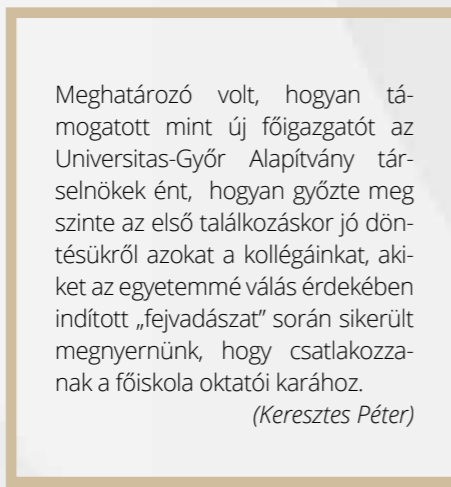 Meghatározó volt, hogyan tá-
mogatott mint új főigazgatót az
Universitas-Győr Alapítvány tár-
selnökek ént, hogyan győzte meg
szinte az első találkozáskor jó dön-
tésükről azokat a kollégáinkat, aki-
ket az egyetemmé válás érdekében
indított „fejvadászat” során sikerült
megnyernünk, hogy csatlakozza-
nak a főiskola oktatói karához.
(Keresztes Péter)